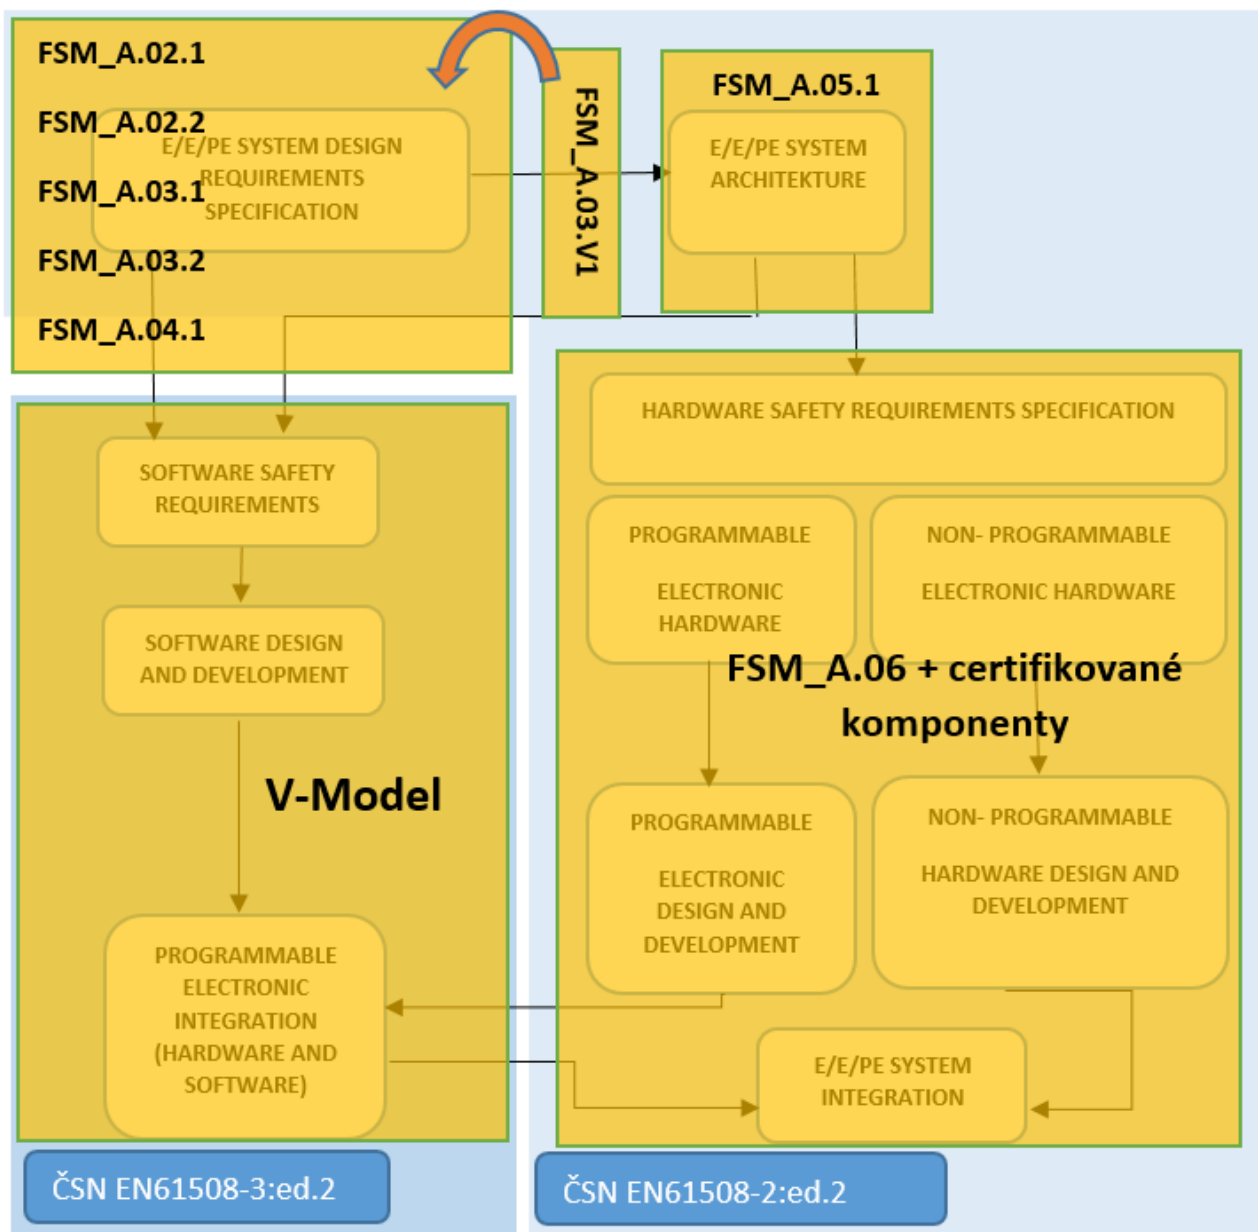 FSM_A.02.1
FSM_A.02.2
FSM_A.03.1
FSM_A.03.2
FSM_A.04.1
E/E/PE SYSTEM DESIGN
REQUIREMENTS
SPECIFICATION
FSM_A.03.V1
FSM_A.05.1
E/E/PE SYSTEM
ARCHITEKTURE
SOFTWARE SAFETY
REQUIREMENTS
SOFTWARE DESIGN
AND DEVELOPMENT
V-Model
PROGRAMMABLE
ELECTRONIC
INTEGRATION
(HARDWARE AND
SOFTWARE)
ČSN EN61508-3:ed.2
HARDWARE SAFETY REQUIREMENTS SPECIFICATION
PROGRAMMABLE
ELECTRONIC
HARDWARE
NON- PROGRAMMABLE
ELECTRONIC HARDWARE
FSM_A.06 + certifikované
komponenty
PROGRAMMABLE
ELECTRONIC
DESIGN AND
DEVELOPMENT
NON- PROGRAMMABLE
HARDWARE DESIGN AND
DEVELOPMENT
E/E/PE SYSTEM
INTEGRATION
ČSN EN61508-2:ed.2